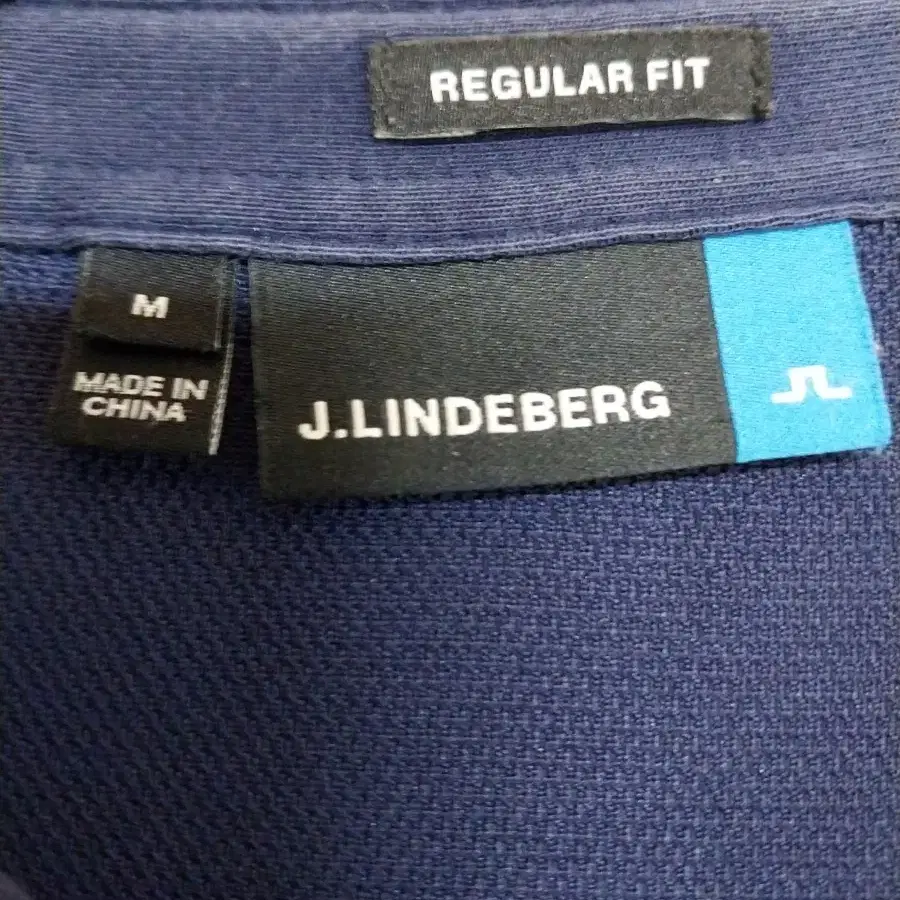 REGULAR FIT
M
MADE IN
CHINA
J.LINDEBERG